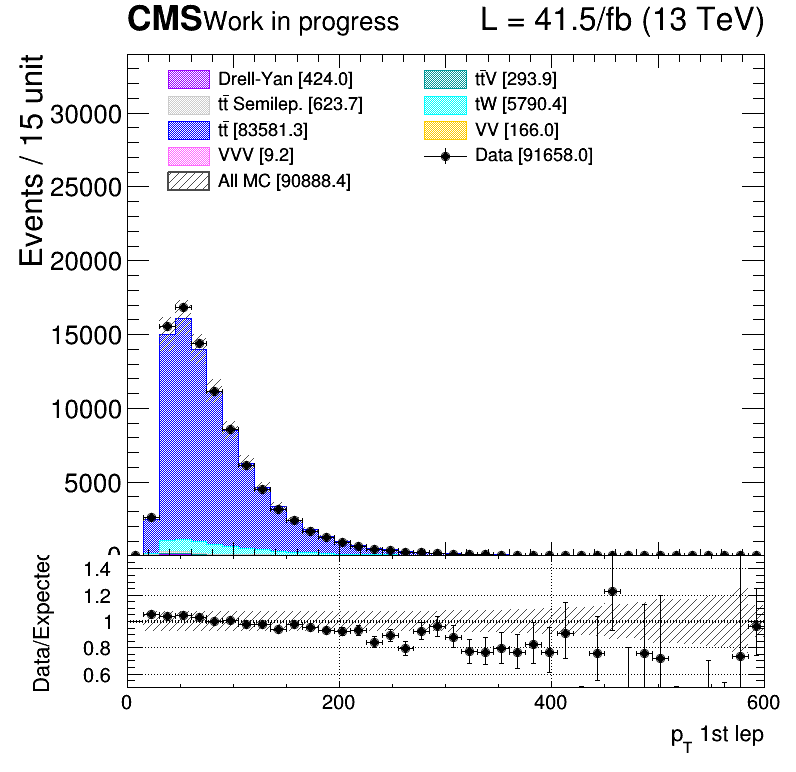 CMS Work in progress L = 41.5/fb (13 TeV)
Events / 15 unit
30000
25000
20000
15000
10000
5000
0
Drell-Yan [424.0] tt̄V [293.9]
tt̄ Semilep. [623.7] tW [5790.4]
tt̄ [83581.3] VV [166.0]
VVV [9.2] Data [91658.0]
All MC [90888.4]
Data/Expected
1.4
1.2
1
0.8
0.6
0 200 400 600
p_T 1st lep